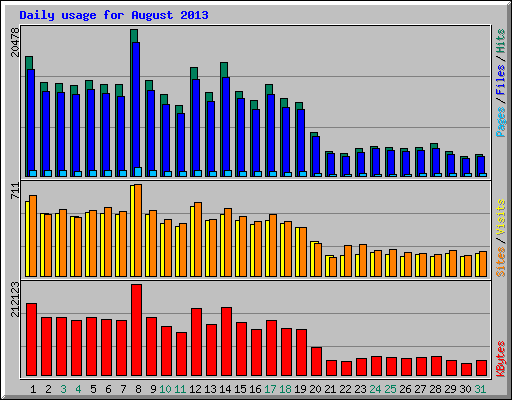 Daily usage for August 2013
20478
Pages / Files / Hits
711
Sites / Visits
212123
KBytes
1 2 3 4 5 6 7 8 9 10 11 12 13 14 15 16 17 18 19 20 21 22 23 24 25 26 27 28 29 30 31